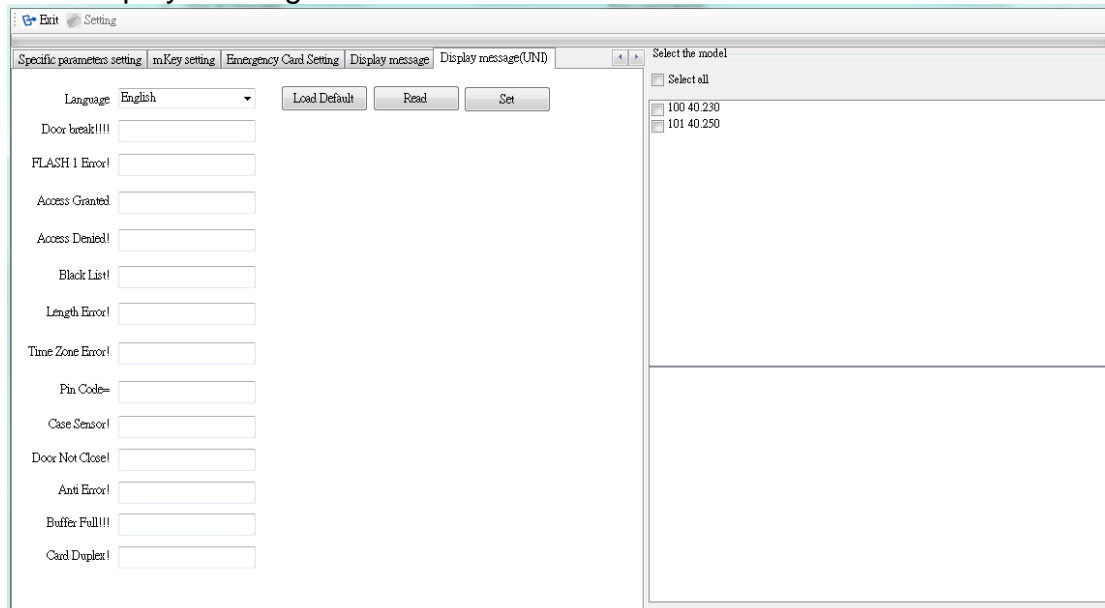 Exit Setting
Specific parameters setting mKey setting Emergency Card Setting Display message Display message(UNI)
Select the model
Select all
Language English Load Default Read Set
100 40.230
101 40.250
Door break!!!!
FLASH 1 Error!
Access Granted
Access Denied!
Black List!
Length Error!
Time Zone Error!
Pin Code=
Case Sensor!
Door Not Close!
Anti Error!
Buffer Full!!!
Card Duplex!